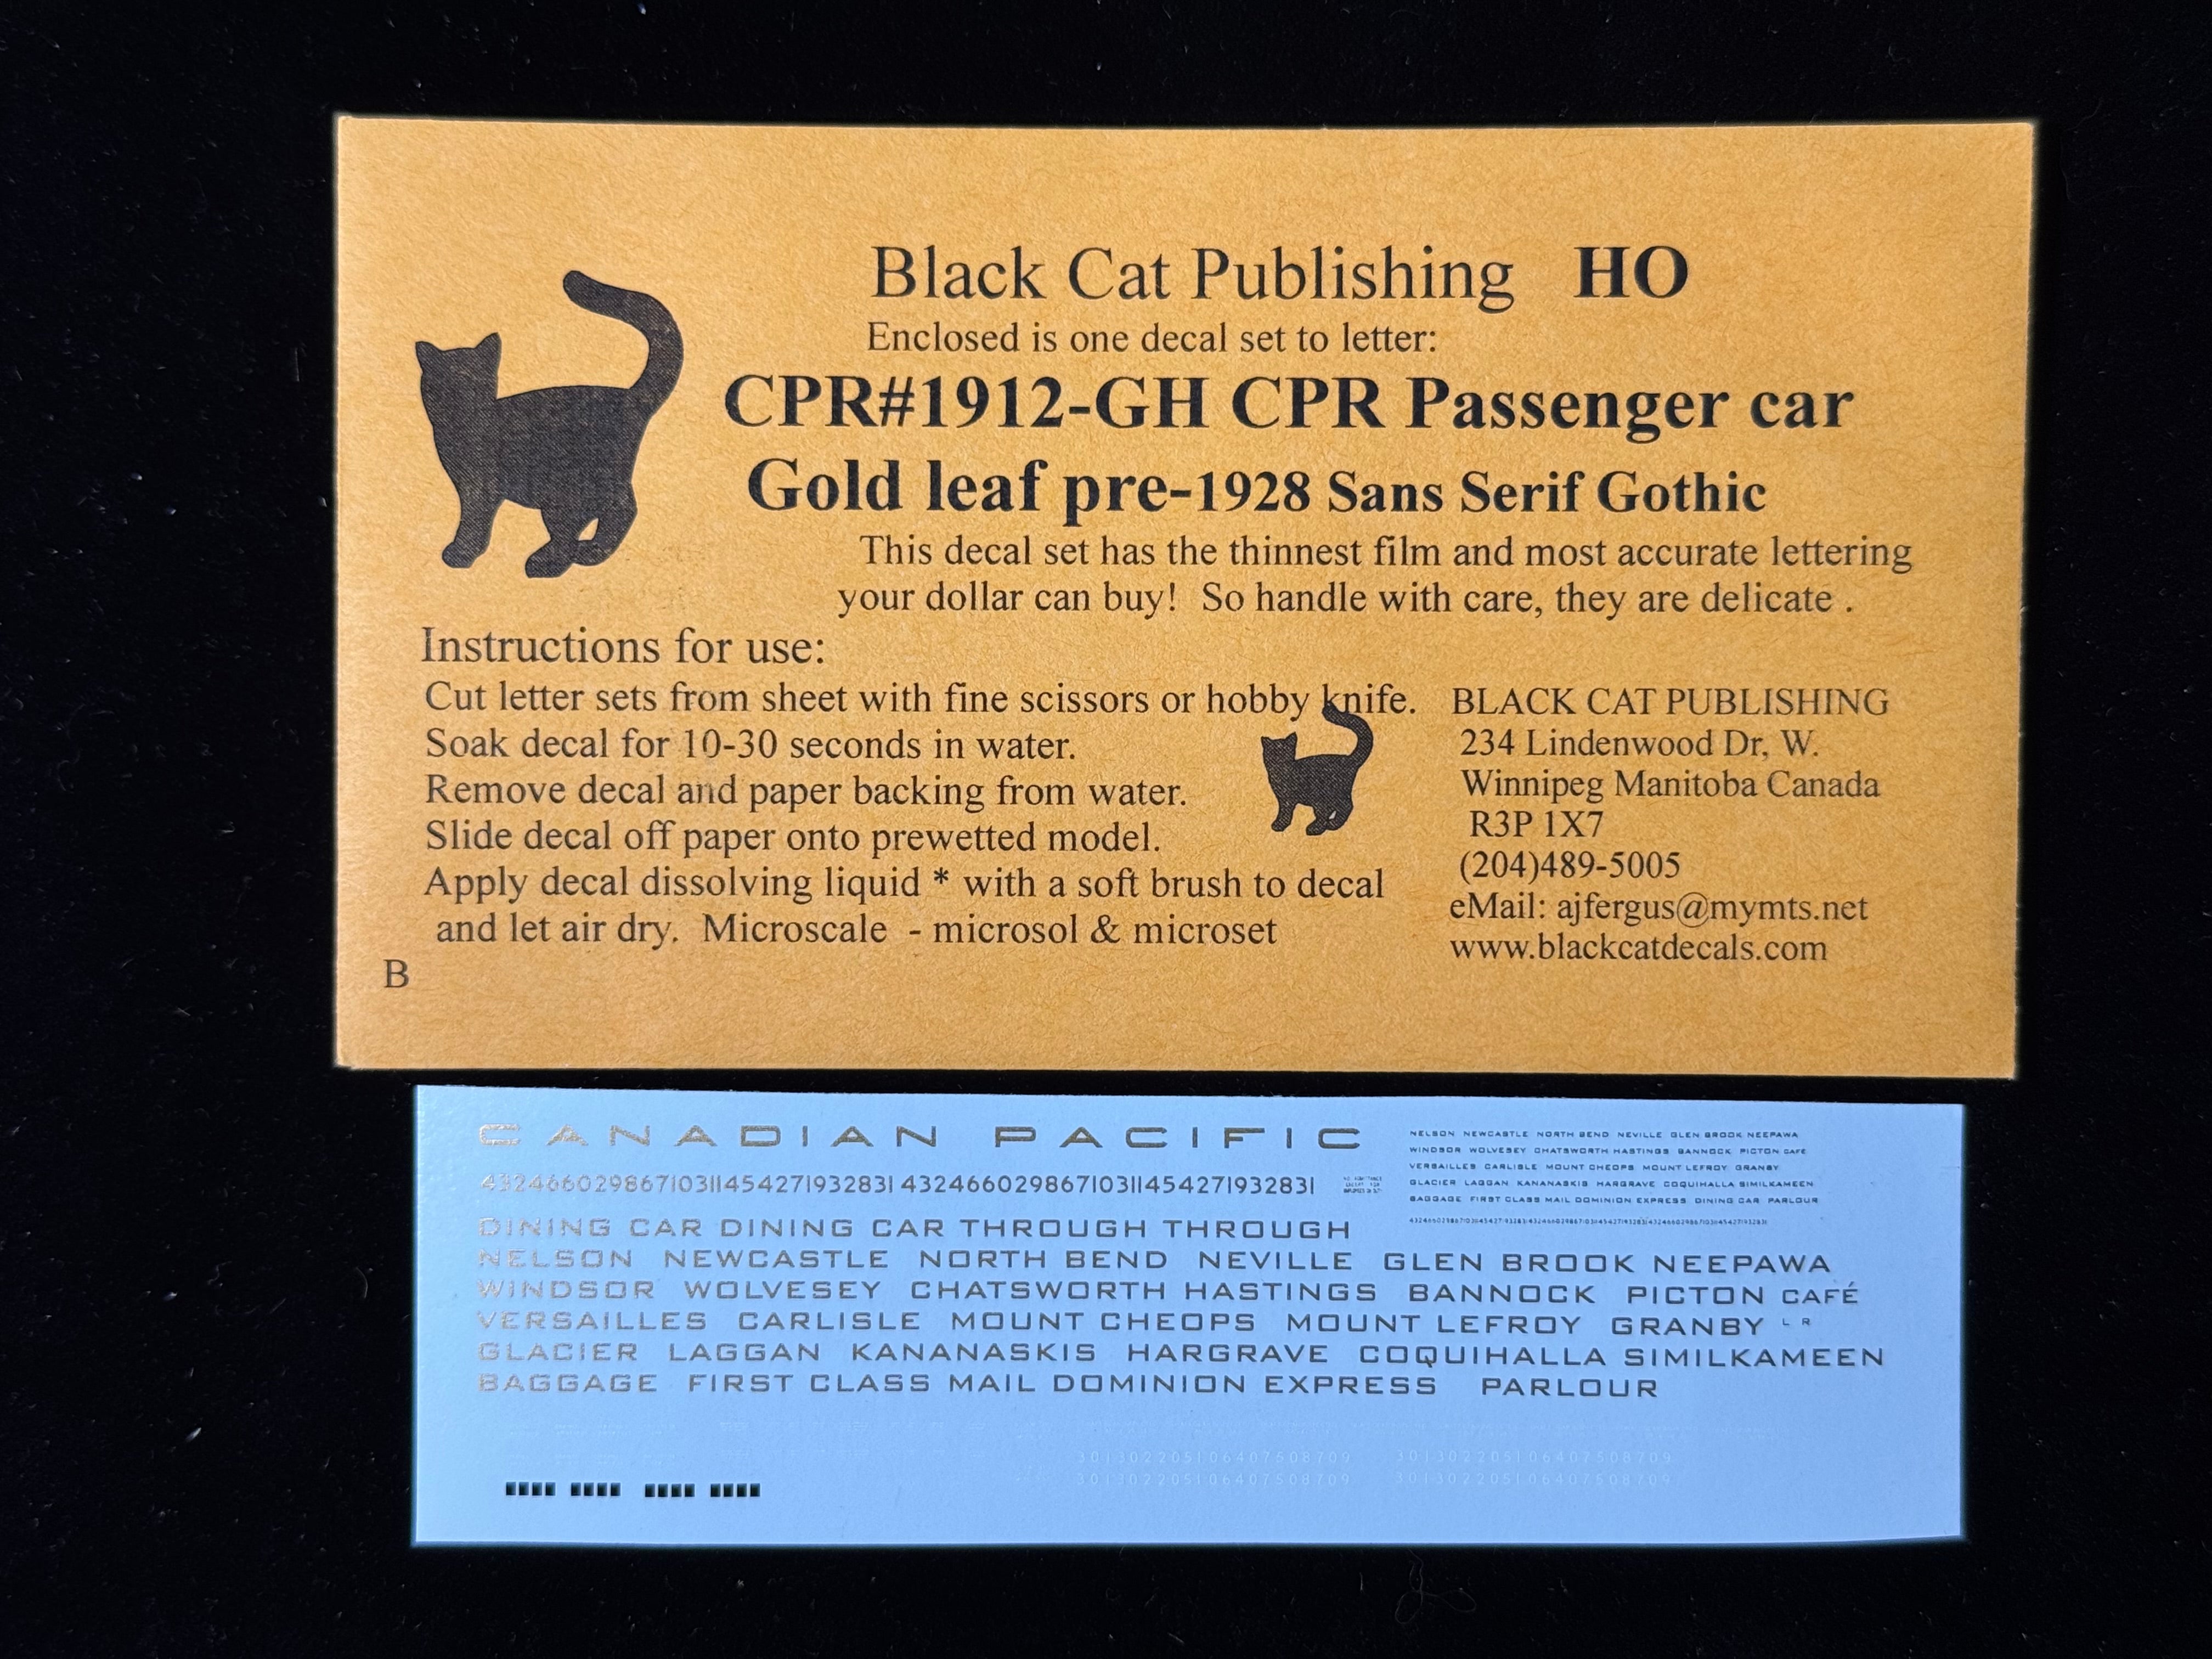 Black Cat Publishing HO
Enclosed is one decal set to letter:
CPR#1912-GH CPR Passenger car
Gold leaf pre-1928 Sans Serif Gothic
This decal set has the thinnest film and most accurate lettering
your dollar can buy! So handle with care, they are delicate .
Instructions for use:
Cut letter sets from sheet with fine scissors or hobby knife.
Soak decal for 10-30 seconds in water.
Remove decal and paper backing from water.
Slide decal off paper onto prewetted model.
Apply decal dissolving liquid * with a soft brush to decal
and let air dry. Microscale - microsol & microset
B
BLACK CAT PUBLISHING
234 Lindenwood Dr, W.
Winnipeg Manitoba Canada
R3P 1X7
(204)489-5005
eMail: ajfergus@mymts.net
www.blackcatdecals.com
CANADIAN PACIFIC
43246602986710311454271932831 43246602986710311454271932831
DINING CAR DINING CAR THROUGH THROUGH
NELSON NEWCASTLE NORTH BEND NEVILLE GLEN BROOK NEEPAWA
WINDSOR WOLVESEY CHATSWORTH HASTINGS BANNOCK PICTON CAFÉ
VERSAILLES CARLISLE MOUNT CHEOPS MOUNT LEFROY GRANBY L R
GLACIER LAGGAN KANANASKIS HARGRAVE COQUIHALLA SIMILKAMEEN
BAGGAGE FIRST CLASS MAIL DOMINION EXPRESS PARLOUR
NELSON NEWCASTLE NORTH BEND NEVILLE GLEN BROOK NEEPAWA
WINDSOR WOLVESEY CHATSWORTH HASTINGS BANNOCK PICTON CAFÉ
VERSAILLES CARLISLE MOUNT CHEOPS MOUNT LEFROY GRANBY
GLACIER LAGGAN KANANASKIS HARGRAVE COQUIHALLA SIMILKAMEEN
BAGGAGE FIRST CLASS MAIL DOMINION EXPRESS DINING CAR PARLOUR
301302205106407508709 301302205106407508709
301302205106407508709 301302205106407508709